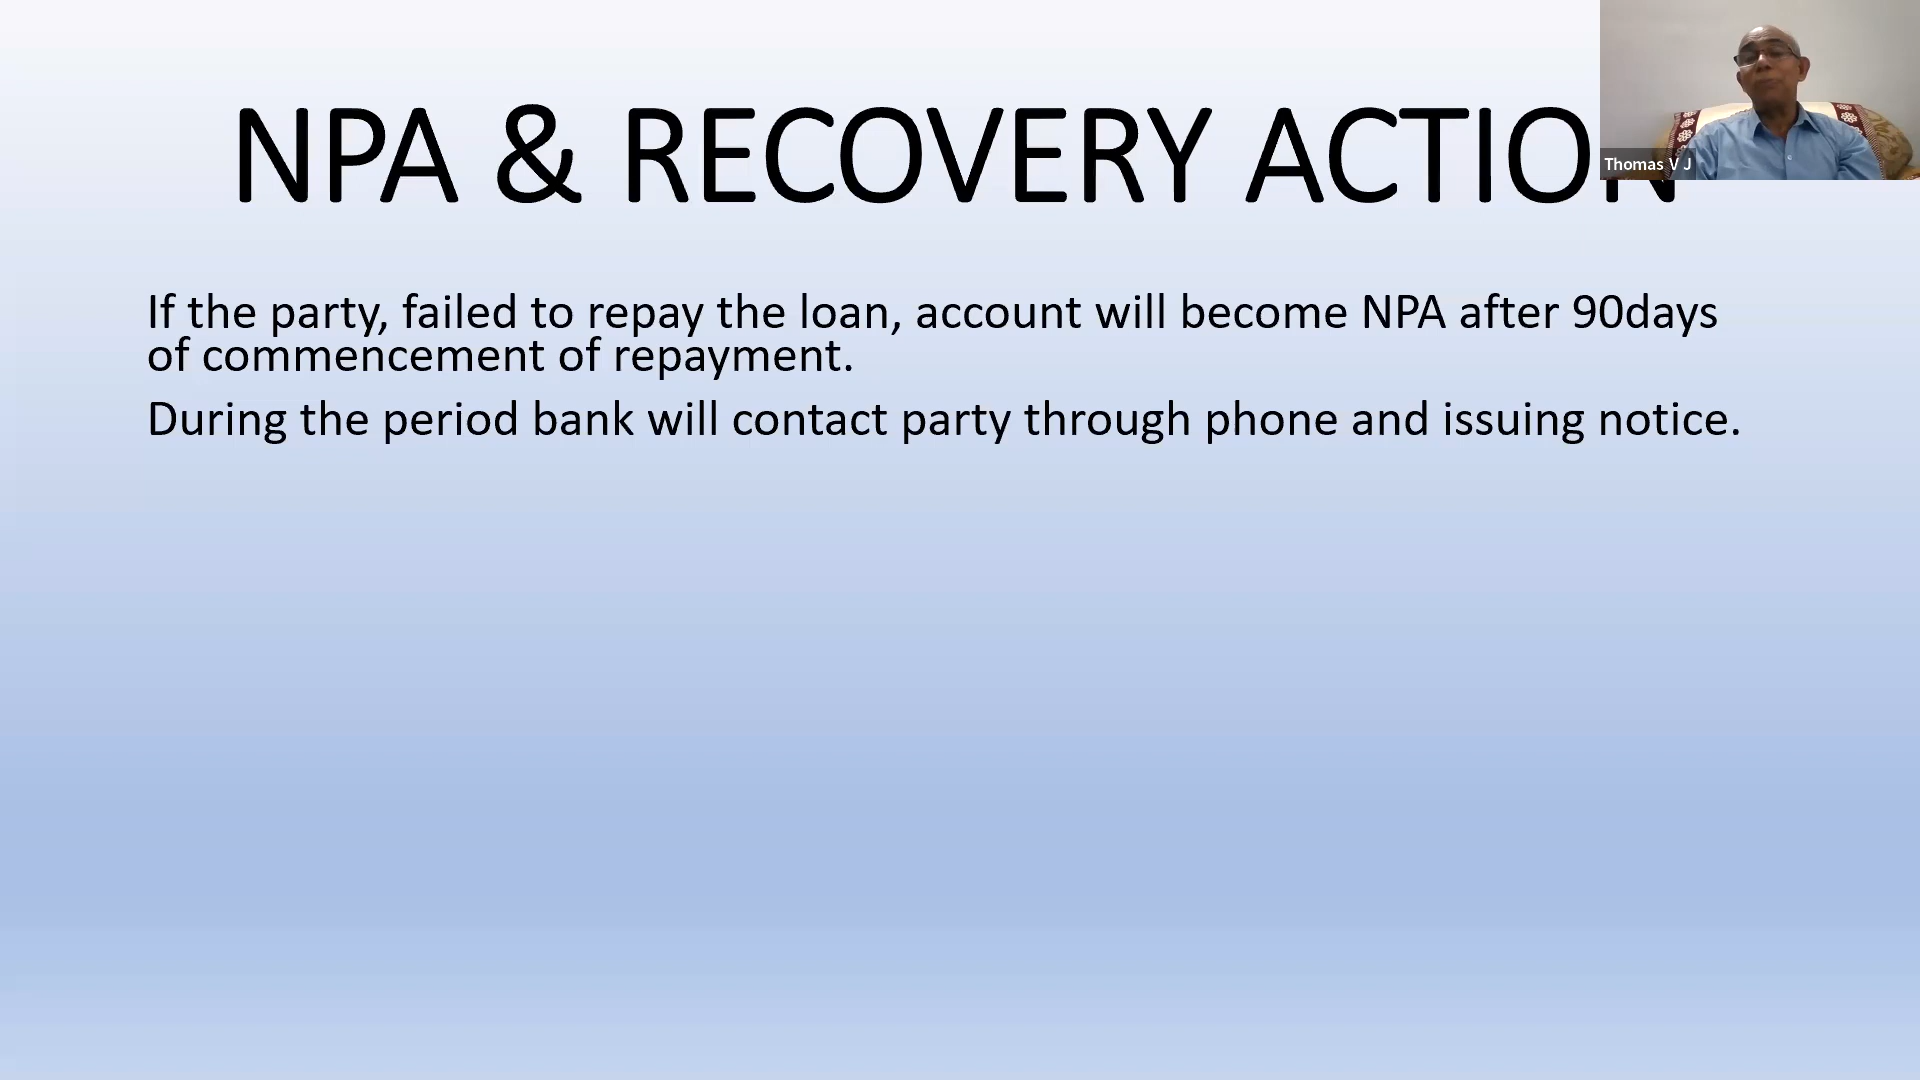 NPA & RECOVERY ACTION
Thomas V J
If the party, failed to repay the loan, account will become NPA after 90days
of commencement of repayment.
During the period bank will contact party through phone and issuing notice.